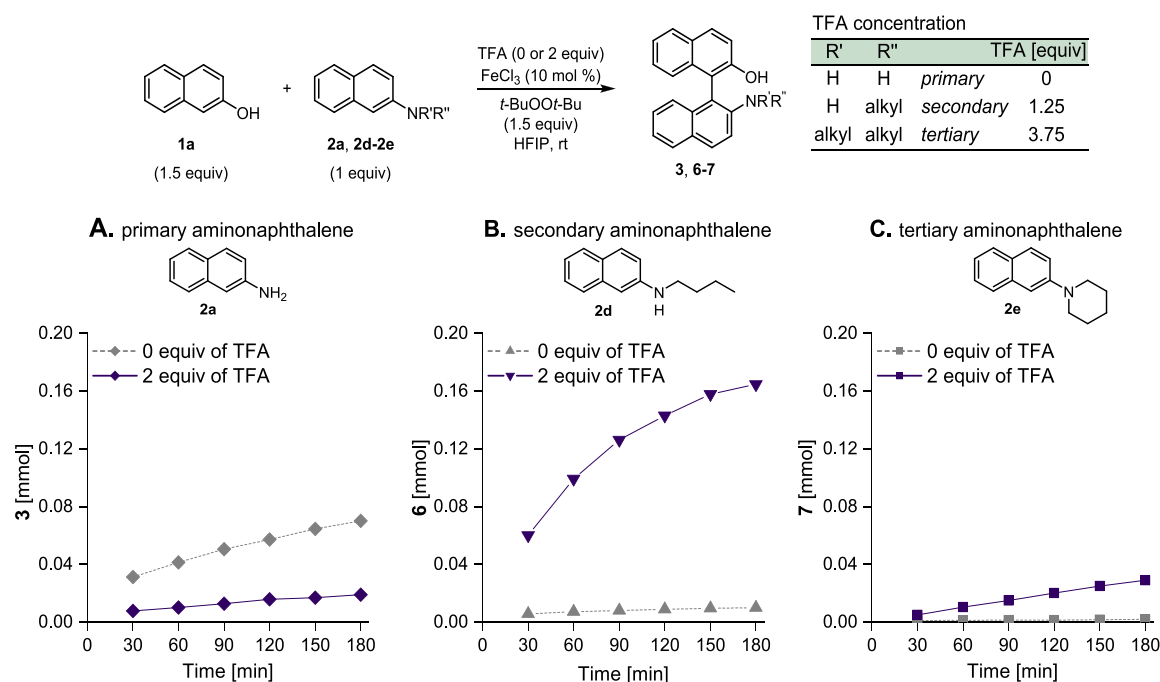 TFA (0 or 2 equiv)
FeCl3 (10 mol %)
t-BuOOt-Bu
(1.5 equiv)
HFIP, rt
OH
1a
(1.5 equiv)
+
NR'R"
2a, 2d-2e
(1 equiv)
OH
NR'R"
3, 6-7
TFA concentration
R' R" TFA [equiv]
H H primary 0
H alkyl secondary 1.25
alkyl alkyl tertiary 3.75
A. primary aminonaphthalene
NH2
2a
0 equiv of TFA
2 equiv of TFA
0.20
0.16
0.12
0.08
0.04
0.00
3 [mmol]
0 30 60 90 120 150 180
Time [min]
B. secondary aminonaphthalene
N
H
2d
0 equiv of TFA
2 equiv of TFA
0.20
0.16
0.12
0.08
0.04
0.00
6 [mmol]
0 30 60 90 120 150 180
Time [min]
C. tertiary aminonaphthalene
N
2e
0 equiv of TFA
2 equiv of TFA
0.20
0.16
0.12
0.08
0.04
0.00
7 [mmol]
0 30 60 90 120 150 180
Time [min]